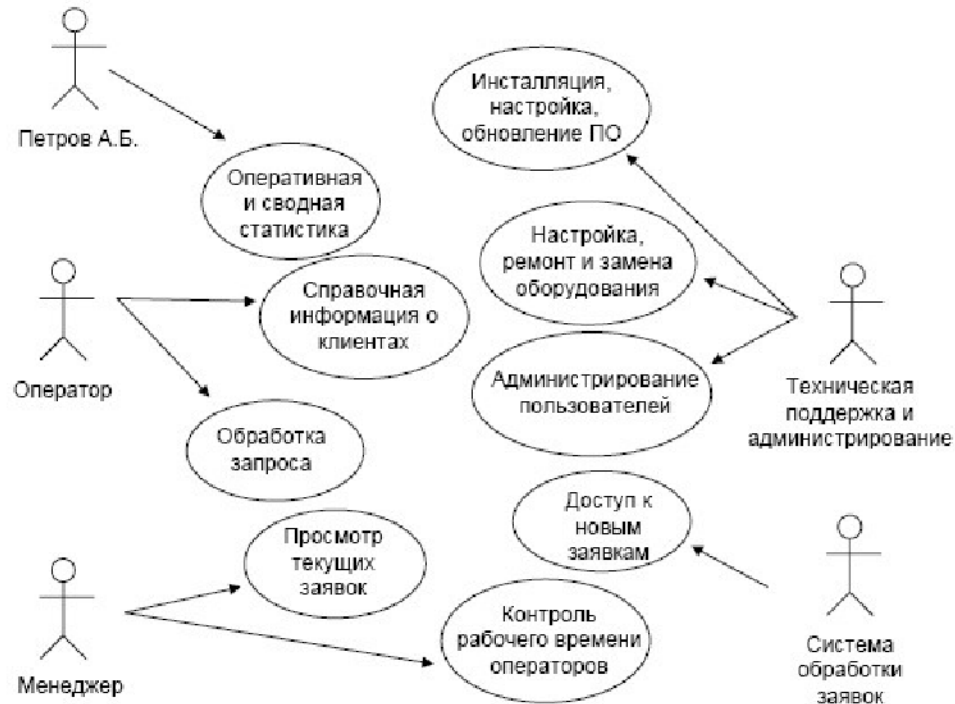 Петров А.Б.
Оперативная
и сводная
статистика
Инсталляция,
настройка,
обновление ПО
Настройка,
ремонт и замена
оборудования
Оператор
Справочная
информация о
клиентах
Администрирование
пользователей
Техническая
поддержка и
администрирование
Обработка
запроса
Доступ к
новым
заявкам
Просмотр
текущих
заявок
Менеджер
Контроль
рабочего времени
операторов
Система
обработки
заявок